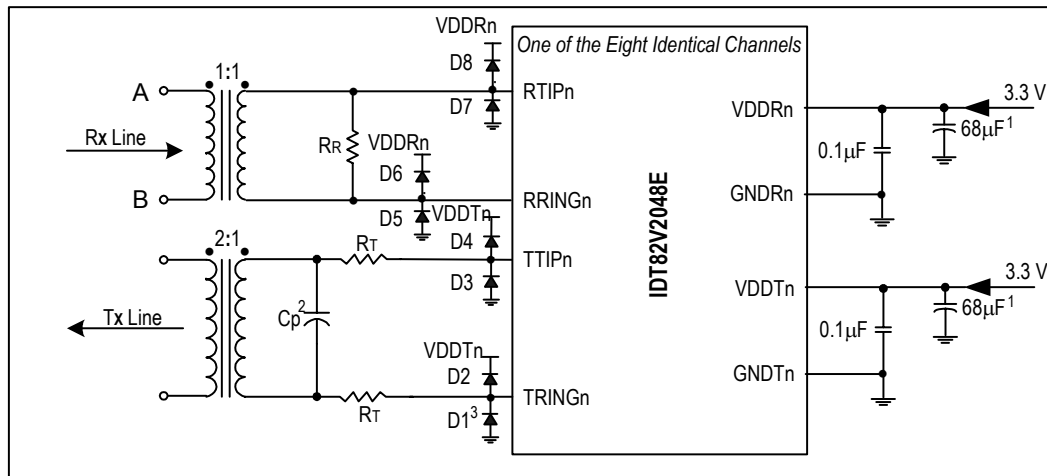 VDDRn
One of the Eight Identical Channels
D8
1:1
A
RTIPn
D7
VDDRn
3.3 V
68µF¹
Rx Line
RR
VDDRn
D6
0.1µF
GNDRn
B
RRINGn
D5
VDDTn
2:1
RT
D4
TTIPn
D3
IDT82V2048E
VDDTn
3.3 V
68µF¹
Tx Line
Cp²
0.1µF
VDDTn
D2
GNDTn
TRINGn
RT
D1³